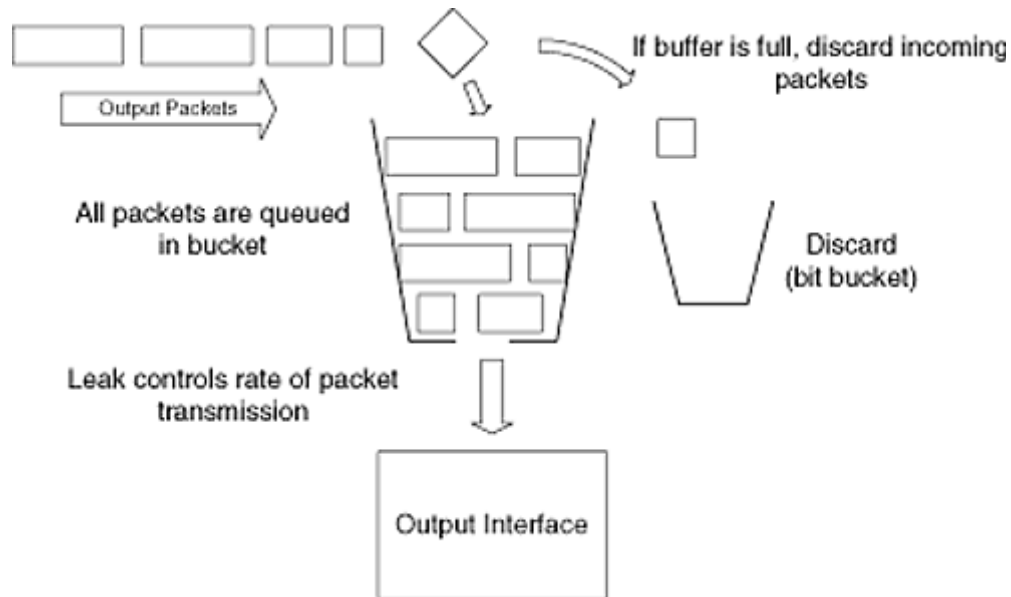 If buffer is full, discard incoming
packets
Output Packets
All packets are queued
in bucket
Discard
(bit bucket)
Leak controls rate of packet
transmission
Output Interface